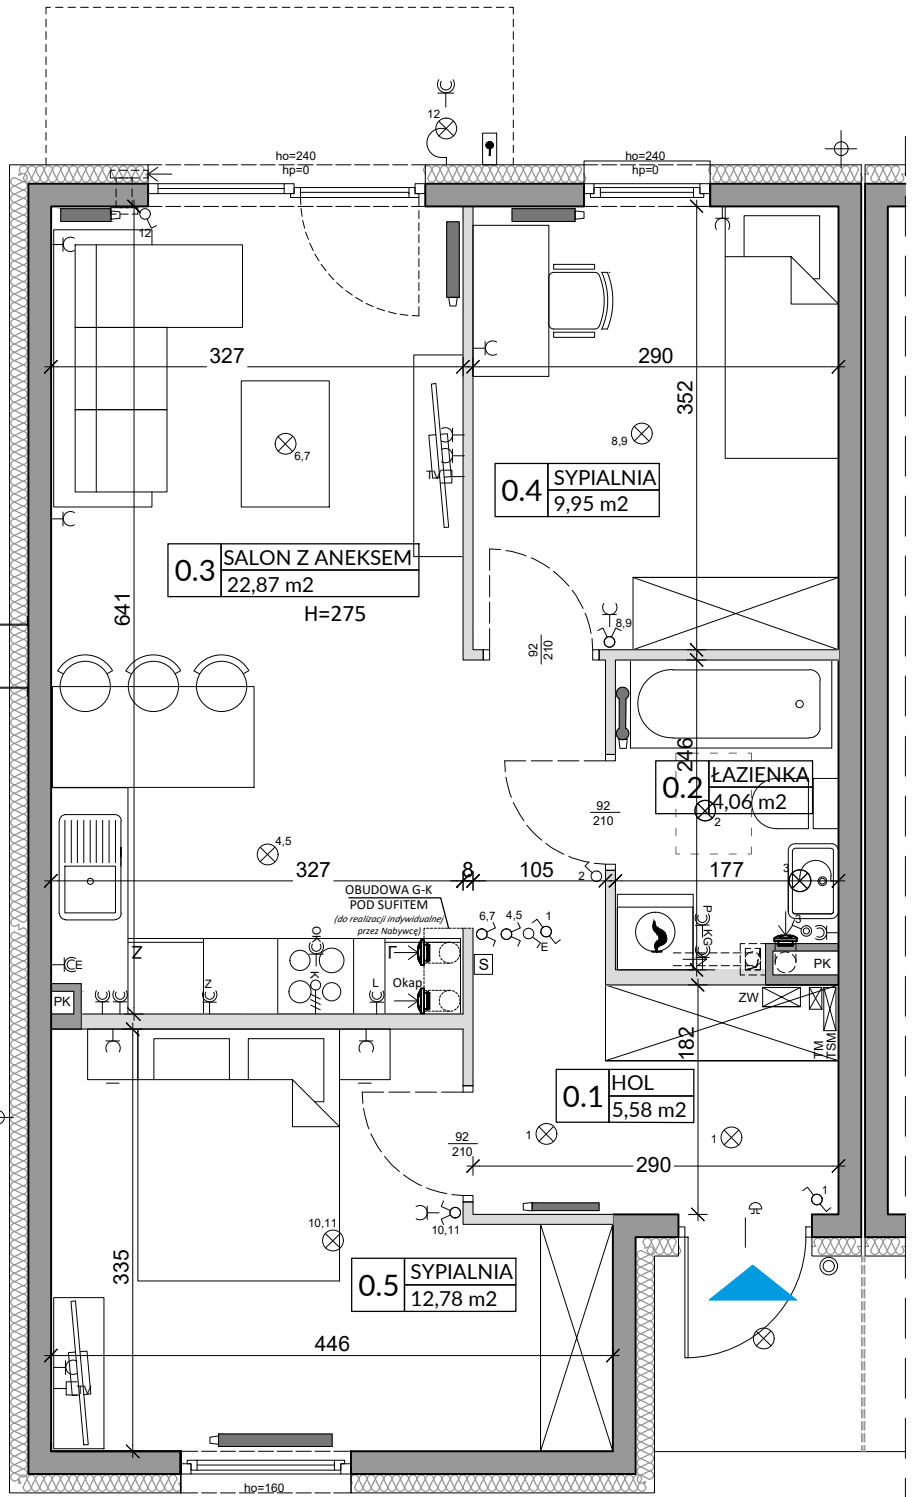 12
ho=240
hp=0
ho=240
hp=0
12
327
290
352
6,7
8,9
TV
0.4
SYPIALNIA
9,95 m2
0.3
SALON Z ANEKSEM
22,87 m2
H=275
641
8,9
92
210
246
0.2
ŁAZIENKA
4,06 m2
2
92
210
4,5
327
8
105
177
2
3
OBUDOWA G-K
POD SUFITEM
(do realizacji indywidualnej
przez Nabywcę)
6,7
4,5
1
E
P
KG
3
S
Z
OK
K
Z
L
Okap
E
PK
PK
ZW
TM
TSM
182
0.1
HOL
5,58 m2
1
1
92
210
290
1
10,11
10,11
335
0.5
SYPIALNIA
12,78 m2
446
TV
ho=160